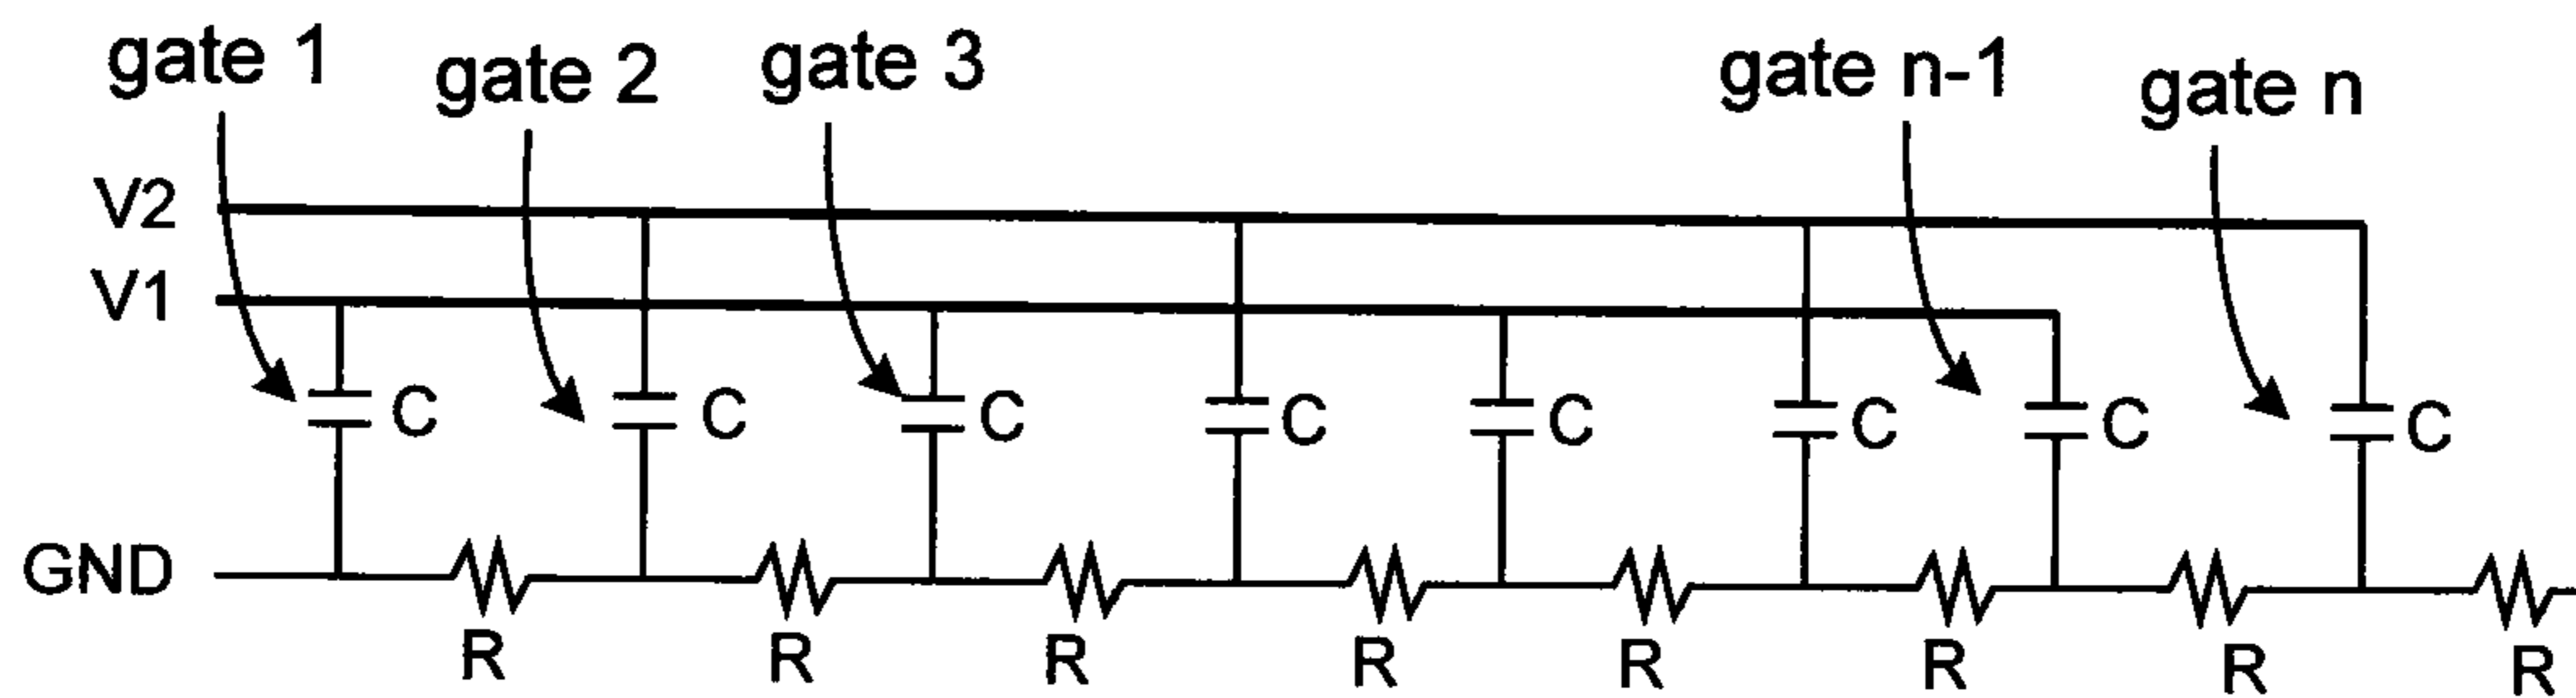 gate 1 gate 2 gate 3 gate n-1 gate n
V2
V1
C C C C C C C C
GND
R R R R R R R R